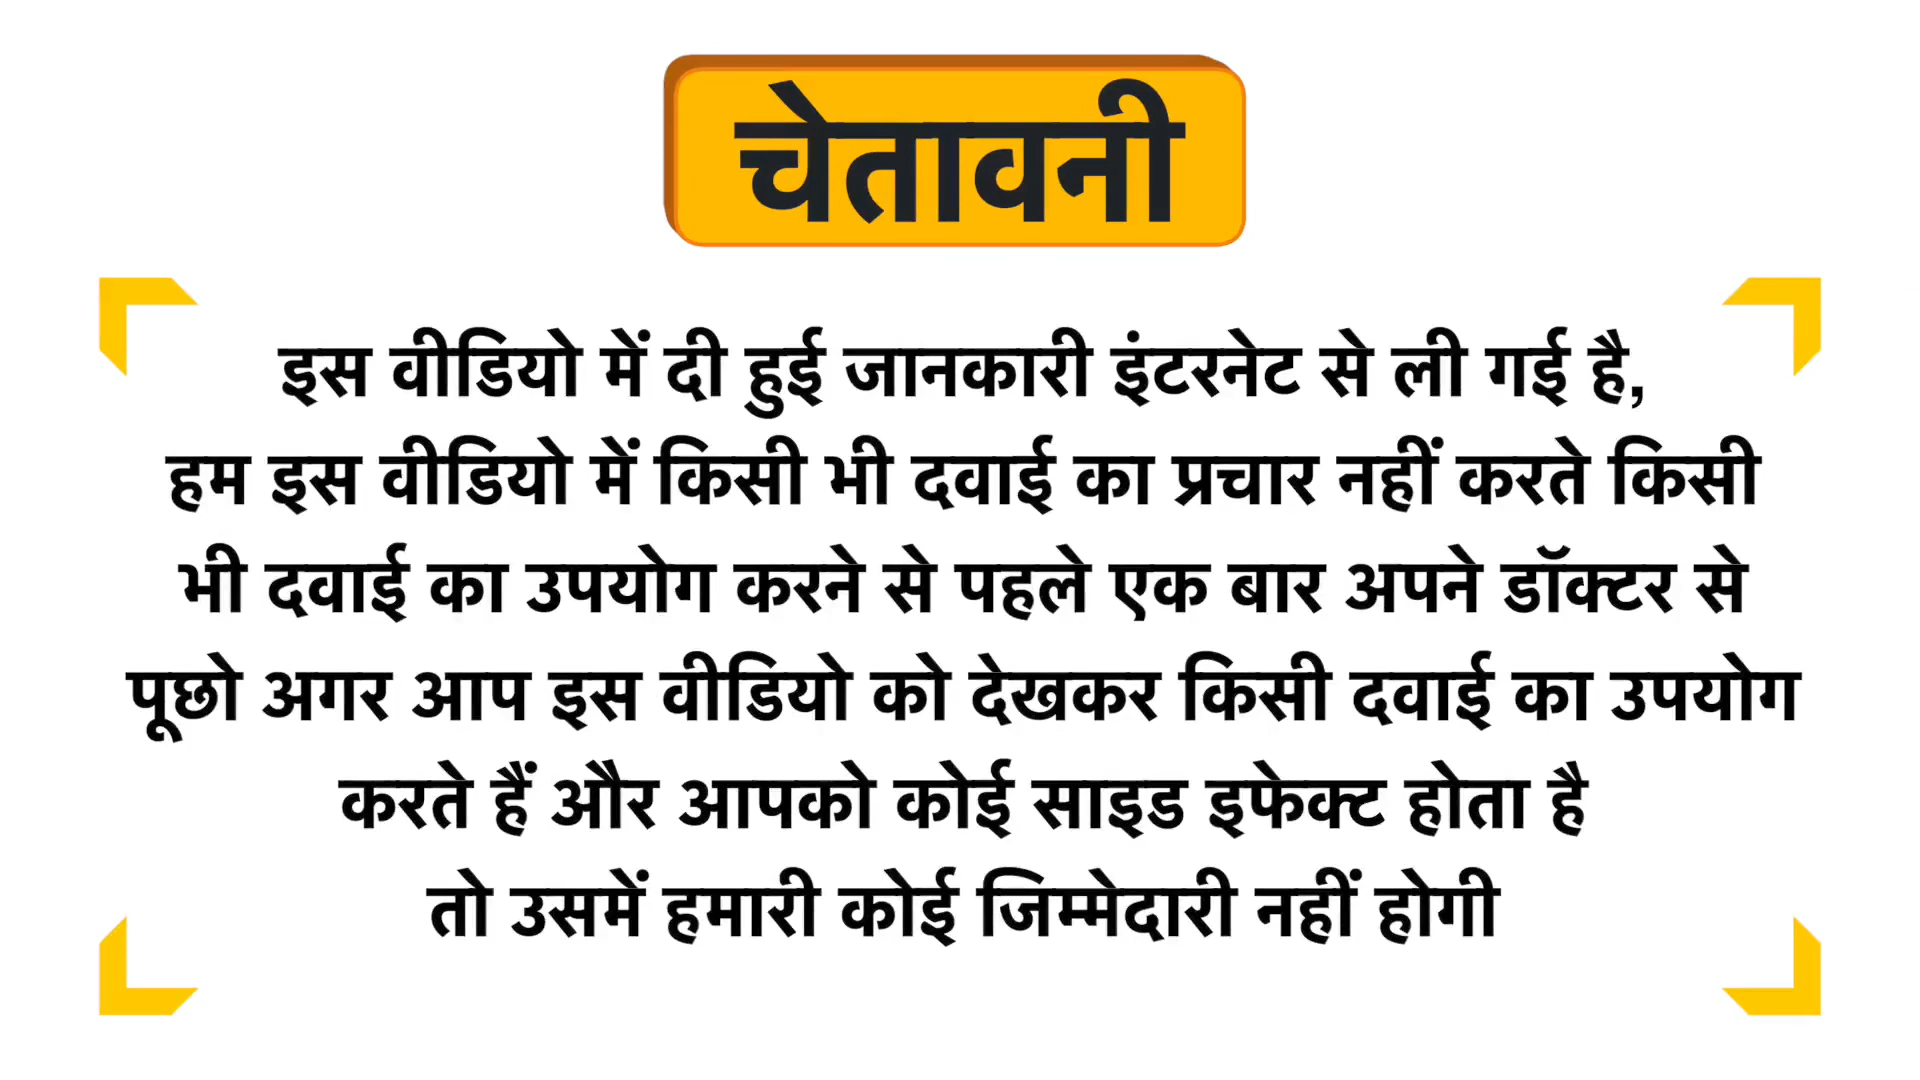 चेतावनी
इस वीडियो में दी हुई जानकारी इंटरनेट से ली गई है,
हम इस वीडियो में किसी भी दवाई का प्रचार नहीं करते किसी
भी दवाई का उपयोग करने से पहले एक बार अपने डॉक्टर से
पूछो अगर आप इस वीडियो को देखकर किसी दवाई का उपयोग
करते हैं और आपको कोई साइड इफेक्ट होता है
तो उसमें हमारी कोई जिम्मेदारी नहीं होगी